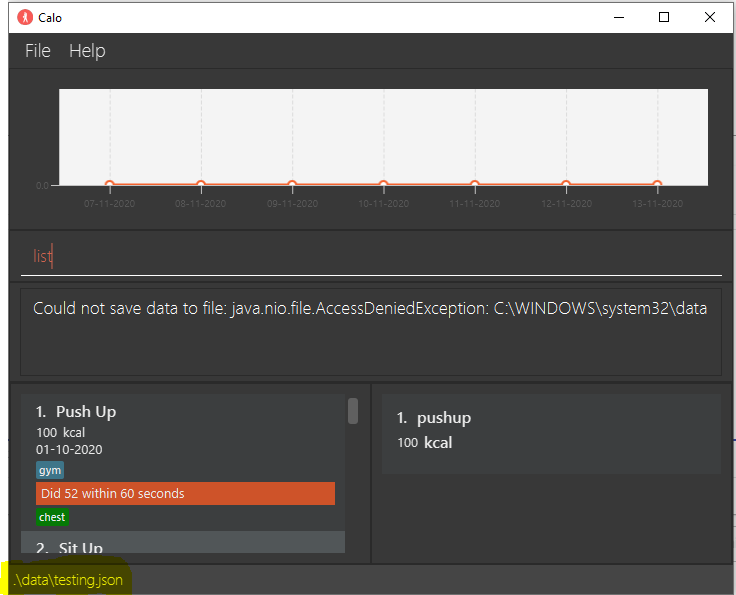 Calo
File Help
0.0
07-11-2020 08-11-2020 09-11-2020 10-11-2020 11-11-2020 12-11-2020 13-11-2020
list
Could not save data to file: java.nio.file.AccessDeniedException: C:\WINDOWS\system32\data
1. Push Up
100 kcal
01-10-2020
gym
Did 52 within 60 seconds
chest
2. Sit Up
1. pushup
100 kcal
.\data\testing.json